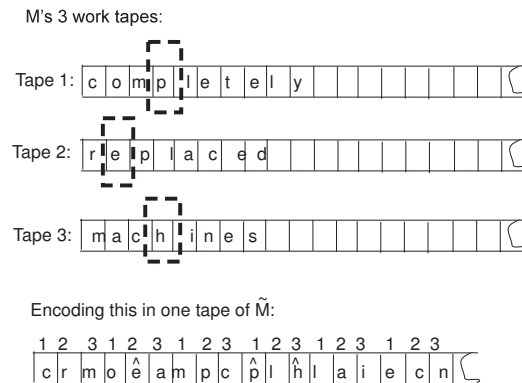 M's 3 work tapes:
Tape 1: c o m p l e t e l y
Tape 2: r e p l a c e d
Tape 3: m a c h i n e s
Encoding this in one tape of M̃:
1 2 3 1 2 3 1 2 3 1 2 3 1 2 3 1 2 3
c r m o ê a m p c p̂ l ĥ l a i e c n